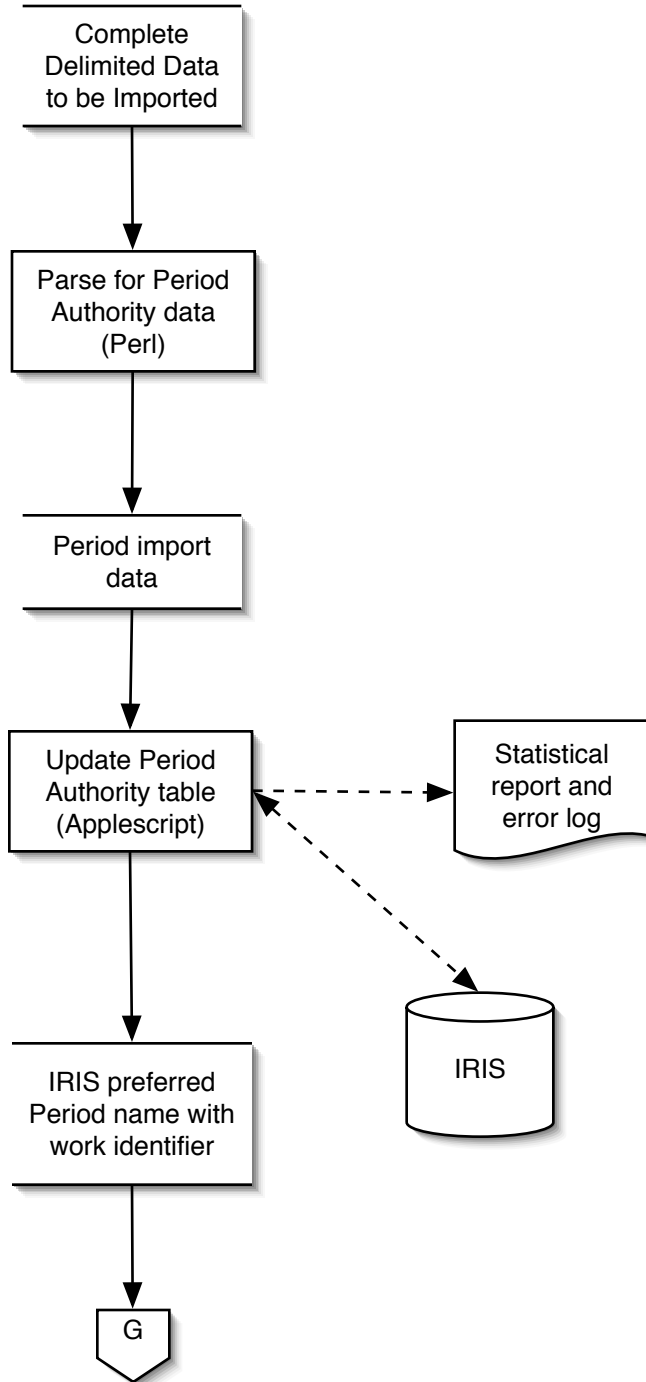 Complete
Delimited Data
to be Imported
Parse for Period
Authority data
(Perl)
Period import
data
Update Period
Authority table
(Applescript)
Statistical
report and
error log
IRIS
IRIS preferred
Period name with
work identifier
G